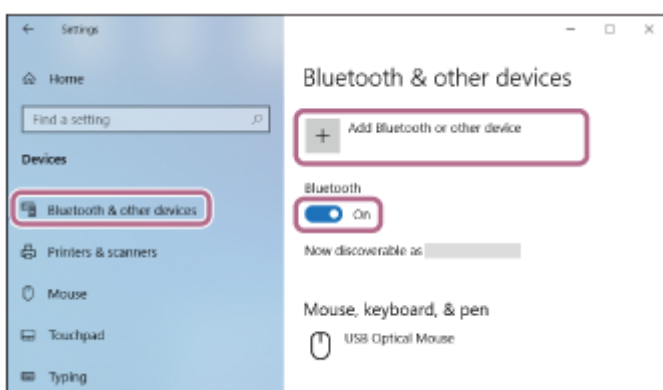 Settings
Home
Find a setting
Devices
Bluetooth & other devices
Printers & scanners
Mouse
Touchpad
Typing
Bluetooth & other devices
Add Bluetooth or other device
Bluetooth
On
Now discoverable as
Mouse, keyboard, & pen
USB Optical Mouse